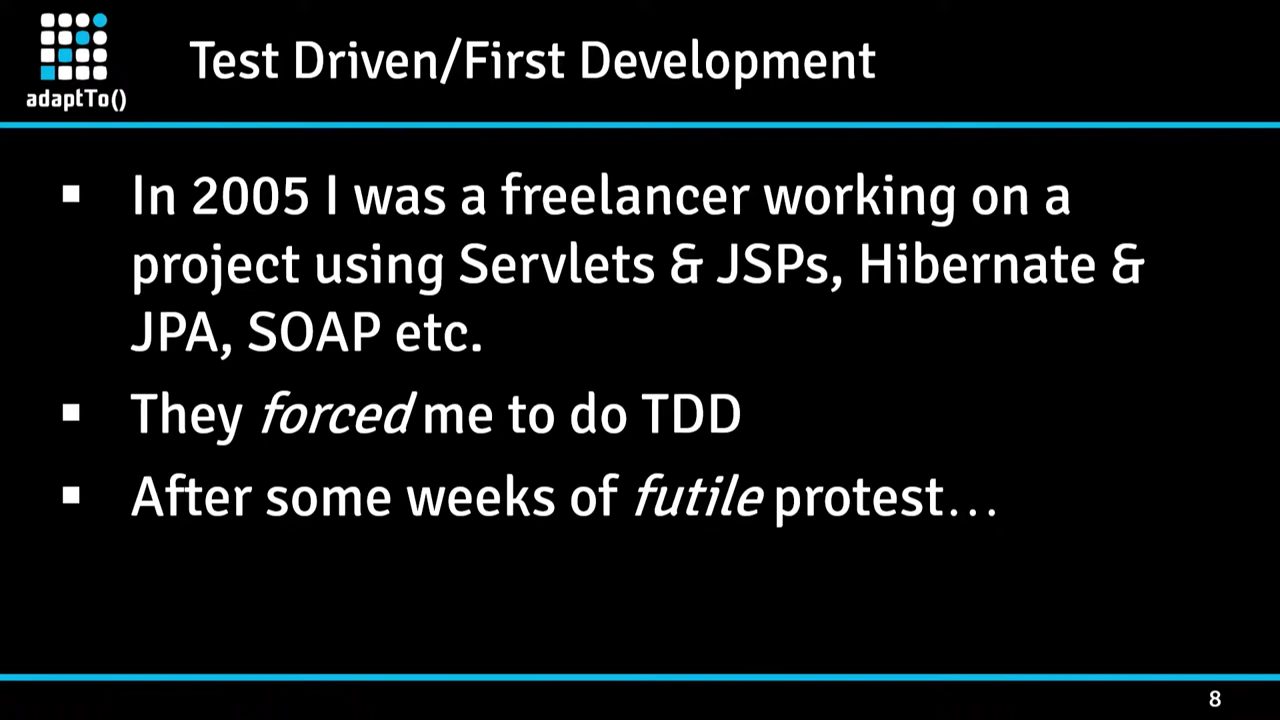 adaptTo()
Test Driven/First Development
▪ In 2005 I was a freelancer working on a
project using Servlets & JSPs, Hibernate &
JPA, SOAP etc.
▪ They forced me to do TDD
▪ After some weeks of futile protest…
8